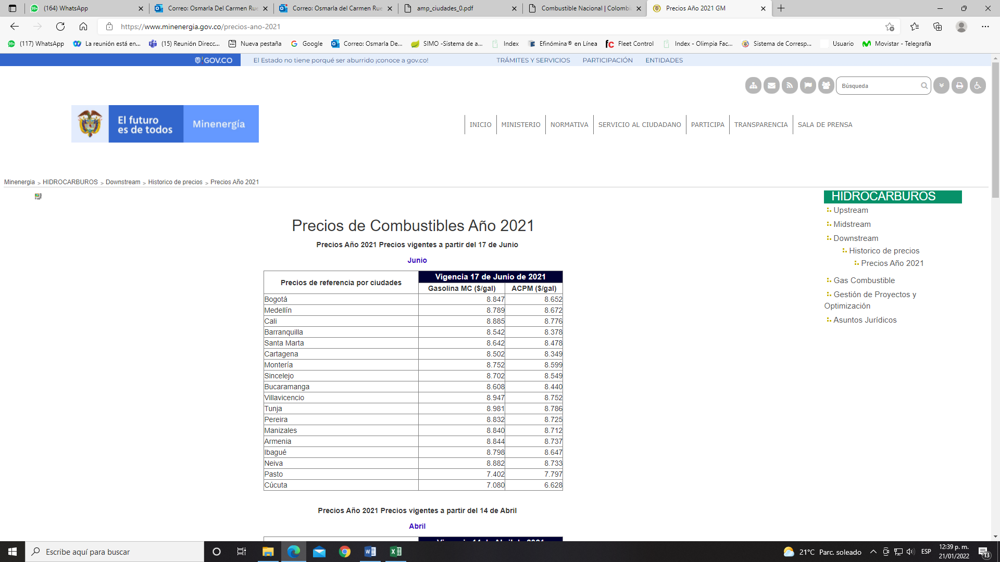 (164) WhatsApp
Correo: Osmarla Del Carmen Rue
Correo: Osmarla del Carmen Rue
amp_ciudades_0.pdf
Combustible Nacional | Colombi
Precios Año 2021 GM
https://www.minenergia.gov.co/precios-ano-2021
(117) WhatsApp
La reunión está en...
(15) Reunión Direcc...
Nueva pestaña
Google
Correo: Osmarla De...
SIMO -Sistema de a...
Index
Efinómina® en Línea
Fleet Control
Index - Olimpia Fac...
Sistema de Corresp...
Usuario
Movistar - Telegrafía
GOV.CO
El Estado no tiene porqué ser aburrido ¡conoce a gov.co!
TRÁMITES Y SERVICIOS
PARTICIPACIÓN
ENTIDADES
Búsqueda
El futuro
es de todos
Minenergía
INICIO
MINISTERIO
NORMATIVA
SERVICIO AL CIUDADANO
PARTICIPA
TRANSPARENCIA
SALA DE PRENSA
Minenergia > HIDROCARBUROS > Downstream > Historico de precios > Precios Año 2021
Precios de Combustibles Año 2021
Precios Año 2021 Precios vigentes a partir del 17 de Junio
Junio
Precios de referencia por ciudades
Vigencia 17 de Junio de 2021
Gasolina MC ($/gal) ACPM ($/gal)
Bogotá 8.847 8.652
Medellín 8.789 8.672
Cali 8.885 8.776
Barranquilla 8.542 8.378
Santa Marta 8.642 8.478
Cartagena 8.502 8.349
Montería 8.752 8.599
Sincelejo 8.702 8.549
Bucaramanga 8.608 8.440
Villavicencio 8.947 8.752
Tunja 8.981 8.786
Pereira 8.832 8.725
Manizales 8.840 8.712
Armenia 8.844 8.737
Ibagué 8.798 8.647
Neiva 8.882 8.733
Pasto 7.402 7.797
Cúcuta 7.080 6.628
Precios Año 2021 Precios vigentes a partir del 14 de Abril
Abril
Vigencia 14 de Abril de 2021
HIDROCARBUROS
Upstream
Midstream
Downstream
Historico de precios
Precios Año 2021
Gas Combustible
Gestión de Proyectos y
Optimización
Asuntos Jurídicos
Escribe aquí para buscar
21°C Parc. soleado
ESP
12:39 p. m.
21/01/2022
13